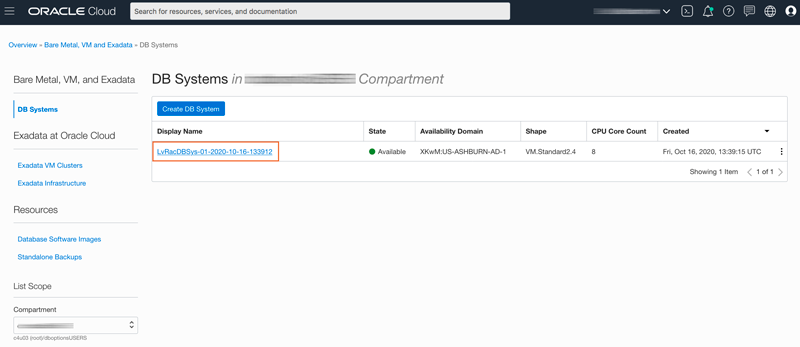 ORACLE Cloud
Search for resources, services, and documentation
Overview » Bare Metal, VM and Exadata » DB Systems
Bare Metal, VM, and Exadata
DB Systems
Exadata at Oracle Cloud
Exadata VM Clusters
Exadata Infrastructure
Resources
Database Software Images
Standalone Backups
List Scope
Compartment
c4u03 (root)/dboptionsUSERS
DB Systems in Compartment
Create DB System
Display Name State Availability Domain Shape CPU Core Count Created
LvRacDBSys-01-2020-10-16-133912 Available XKwM:US-ASHBURN-AD-1 VM.Standard2.4 8 Fri, Oct 16, 2020, 13:39:15 UTC
Showing 1 Item < 1 of 1 >